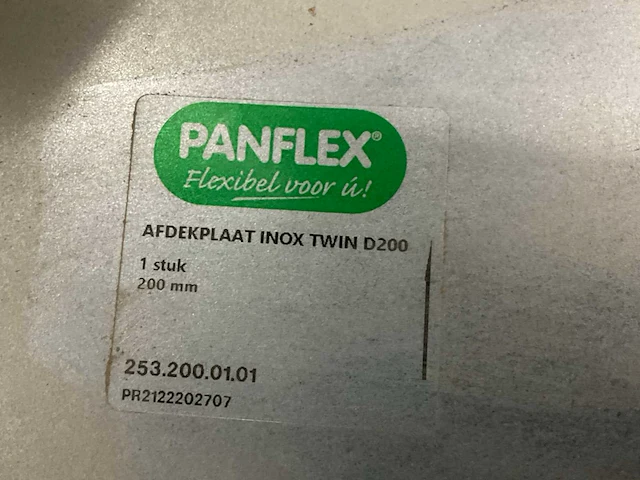 PANFLEX®
Flexibel voor ú!
AFDEKPLAAT INOX TWIN D200
1 stuk
200 mm
253.200.01.01
PR2122202707